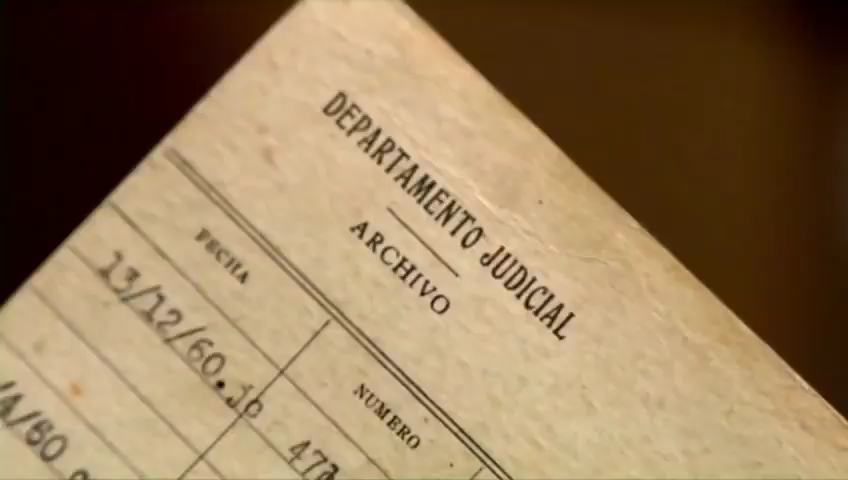 DEPARTAMENTO JUDICIAL
ARCHIVO
FECHA
NUMERO
13/12/60.